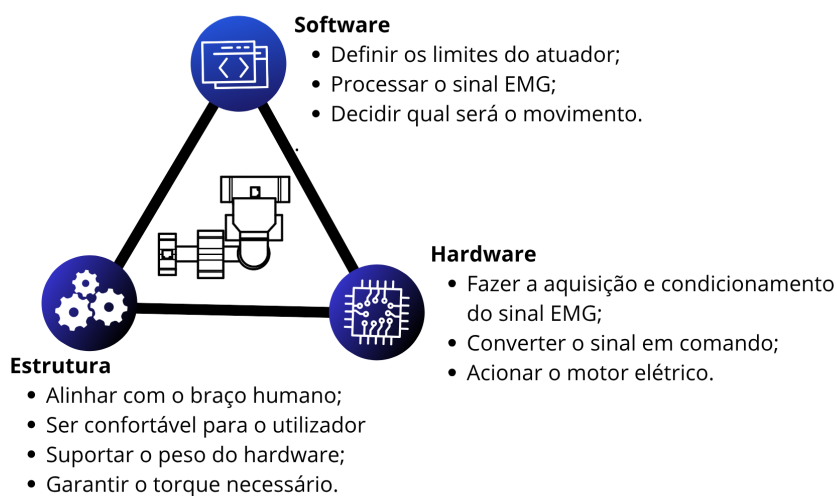 Software
• Definir os limites do atuador;
• Processar o sinal EMG;
• Decidir qual será o movimento.
.
Hardware
• Fazer a aquisição e condicionamento
do sinal EMG;
• Converter o sinal em comando;
• Acionar o motor elétrico.
Estrutura
• Alinhar com o braço humano;
• Ser confortável para o utilizador
• Suportar o peso do hardware;
• Garantir o torque necessário.